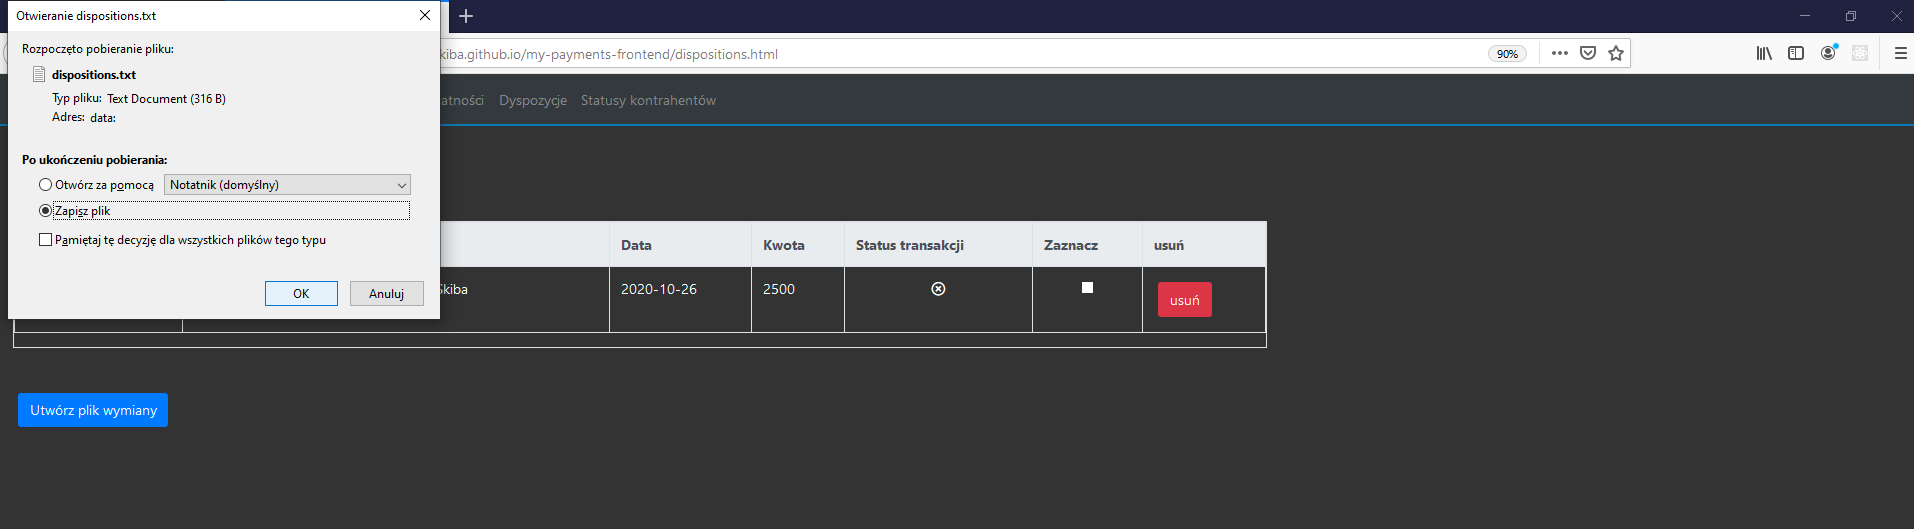 Otwieranie dispositions.txt
Rozpoczęto pobieranie pliku:
dispositions.txt
Typ pliku: Text Document (316 B)
Adres: data:
Po ukończeniu pobierania:
Otwórz za pomocą Notatnik (domyślny)
Zapisz plik
Pamiętaj tę decyzję dla wszystkich plików tego typu
OK Anuluj
kiba.github.io/my-payments-frontend/dispositions.html 90%
atności Dyspozycje Statusy kontrahentów
Data Kwota Status transakcji Zaznacz usuń
Skiba 2020-10-26 2500 usuń
Utwórz plik wymiany